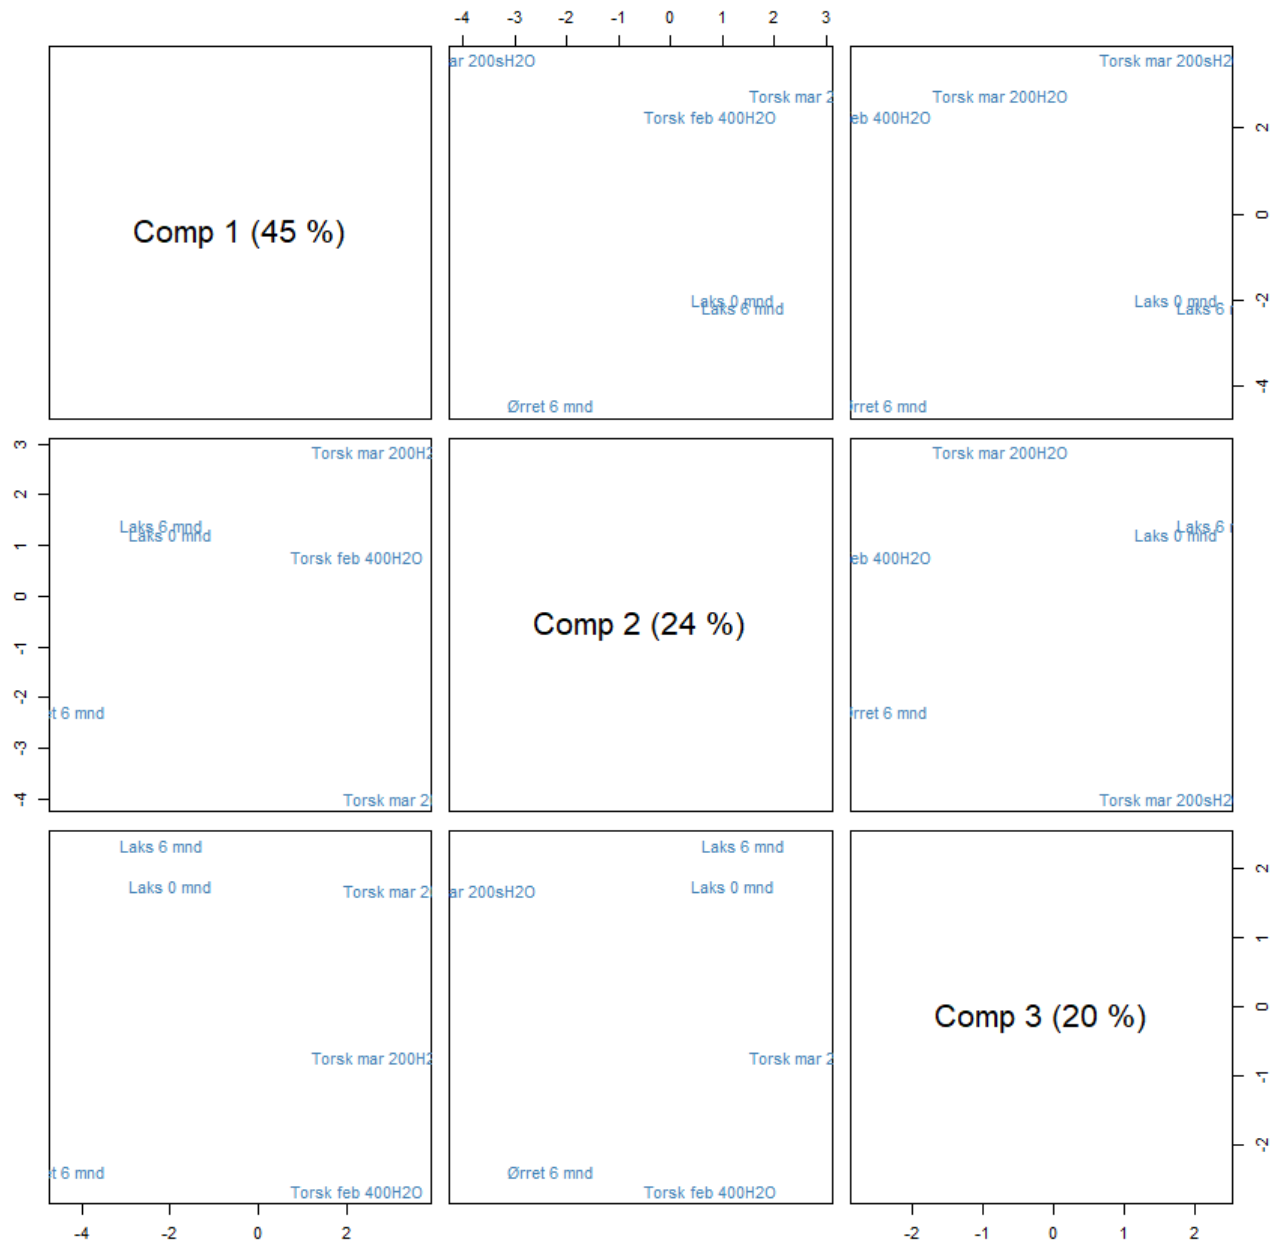 -4 -3 -2 -1 0 1 2 3
Comp 1 (45 %)
ar 200sH2O
Torsk mar 2
Torsk feb 400H2O
Laks 0 mnd
Laks 6 mnd
Ørret 6 mnd
Torsk mar 200sH2
Torsk mar 200H2O
eb 400H2O
Laks 0 mnd
Laks 6
rret 6 mnd
2
0
-2
-4
3
2
1
0
-1
-2
-3
-4
Torsk mar 200H2
Laks 6 mnd
Laks 0 mnd
Torsk feb 400H2O
t 6 mnd
Torsk mar 2
Comp 2 (24 %)
Torsk mar 200H2O
Laks 6
Laks 0 mnd
eb 400H2O
rret 6 mnd
Torsk mar 200sH2
Laks 6 mnd
Laks 0 mnd
Torsk mar 2
Torsk mar 200H2
t 6 mnd
Torsk feb 400H2O
Laks 6 mnd
Laks 0 mnd
ar 200sH2O
Torsk mar 2
Ørret 6 mnd
Torsk feb 400H2O
Comp 3 (20 %)
2
1
0
-1
-2
-4 -2 0 2
-2 -1 0 1 2